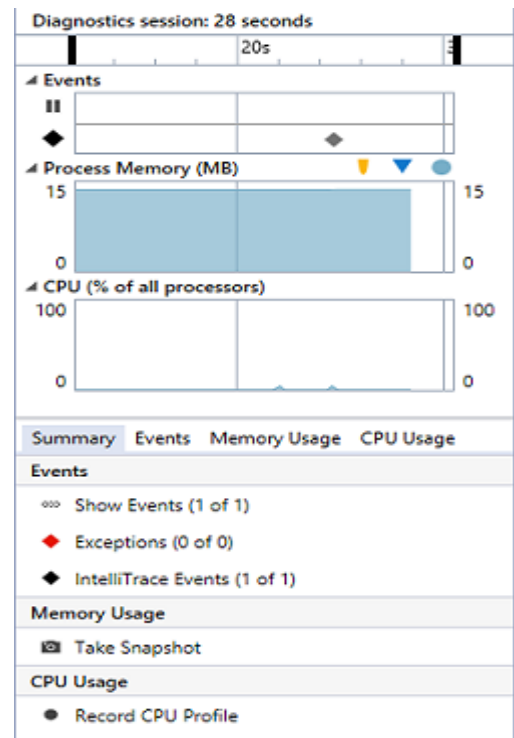 Diagnostics session: 28 seconds
20s
Events
Process Memory (MB)
15 15
0 0
CPU (% of all processors)
100 100
0 0
Summary Events Memory Usage CPU Usage
Events
Show Events (1 of 1)
Exceptions (0 of 0)
IntelliTrace Events (1 of 1)
Memory Usage
Take Snapshot
CPU Usage
Record CPU Profile